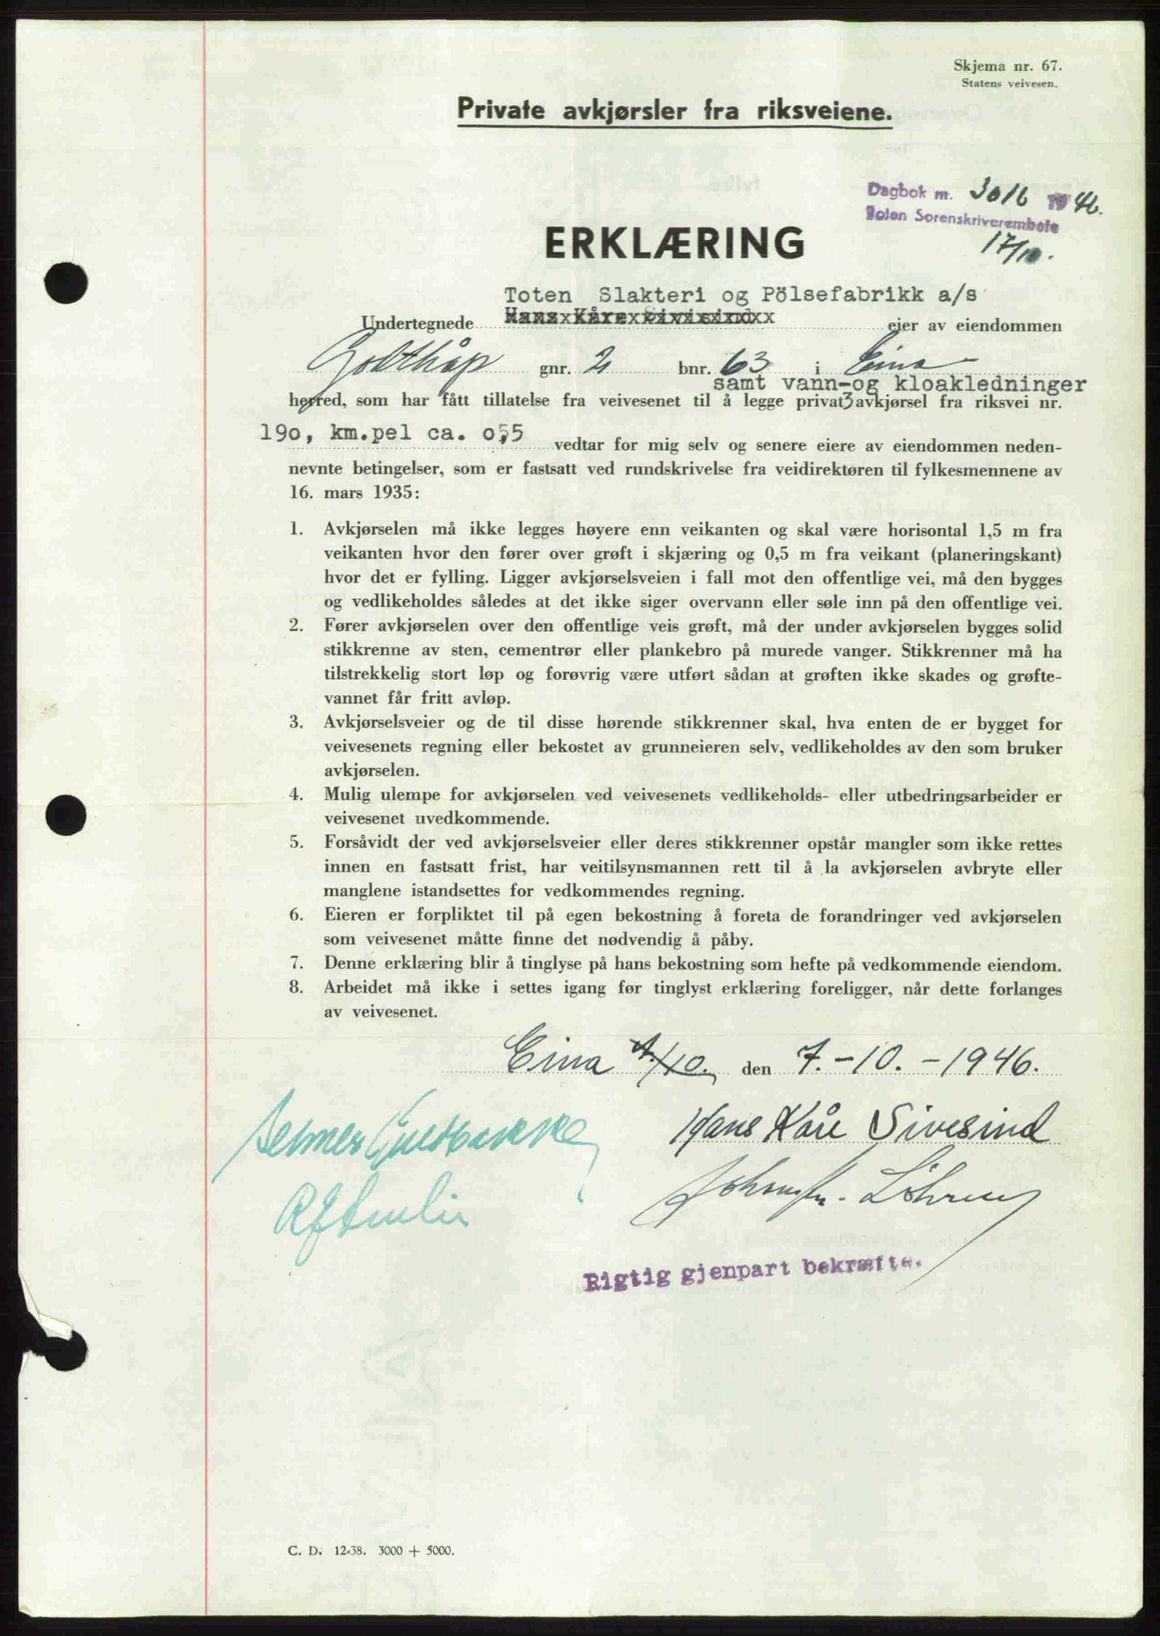 Skjema nr. 67.
Statens veivesen.
Private avkjørsler fra riksveiene.
Dagbok nr. 3016 1946.
Toten Sorenskriverembete
17/10.
ERKLÆRING
Toten Slakteri og Pölsefabrikk a/s
Undertegnede Hans Kåre Sivisind eier av eiendommen
Godthåp gnr. 2 bnr. 63 i Eina
samt vann-og kloakledninger
herred, som har fått tillatelse fra veivesenet til å legge privat avkjørsel fra riksvei nr.
190, km.pel ca. 0,5 vedtar for mig selv og senere eiere av eiendommen neden-
nevnte betingelser, som er fastsatt ved rundskrivelse fra veidirektøren til fylkesmennene av
16. mars 1935:
1. Avkjørselen må ikke legges høyere enn veikanten og skal være horisontal 1,5 m fra
veikanten hvor den fører over grøft i skjæring og 0,5 m fra veikant (planeringskant)
hvor det er fylling. Ligger avkjørselsveien i fall mot den offentlige vei, må den bygges
og vedlikeholdes således at det ikke siger overvann eller søle inn på den offentlige vei.
2. Fører avkjørselen over den offentlige veis grøft, må der under avkjørselen bygges solid
stikkrenne av sten, cementrør eller plankebro på murede vanger. Stikkrenner må ha
tilstrekkelig stort løp og forøvrig være utført sådan at grøften ikke skades og grøfte-
vannet får fritt avløp.
3. Avkjørselsveier og de til disse hørende stikkrenner skal, hva enten de er bygget for
veivesenets regning eller bekostet av grunneieren selv, vedlikeholdes av den som bruker
avkjørselen.
4. Mulig ulempe for avkjørselen ved veivesenets vedlikeholds- eller utbedringsarbeider er
veivesenet uvedkommende.
5. Forsåvidt der ved avkjørselsveier eller deres stikkrenner opstår mangler som ikke rettes
innen en fastsatt frist, har veitilsynsmannen rett til å la avkjørselen avbryte eller
manglene istandsettes for vedkommendes regning.
6. Eieren er forpliktet til på egen bekostning å foreta de forandringer ved avkjørselen
som veivesenet måtte finne det nødvendig å påby.
7. Denne erklæring blir å tinglyse på hans bekostning som hefte på vedkommende eiendom.
8. Arbeidet må ikke i settes igang før tinglyst erklæring foreligger, når dette forlanges
av veivesenet.
Eina den 7.-10.-1946.
Hans Kåre Sivesind
Rigtig gjenpart bekræfte.
C. D. 12-38. 3000 + 5000.